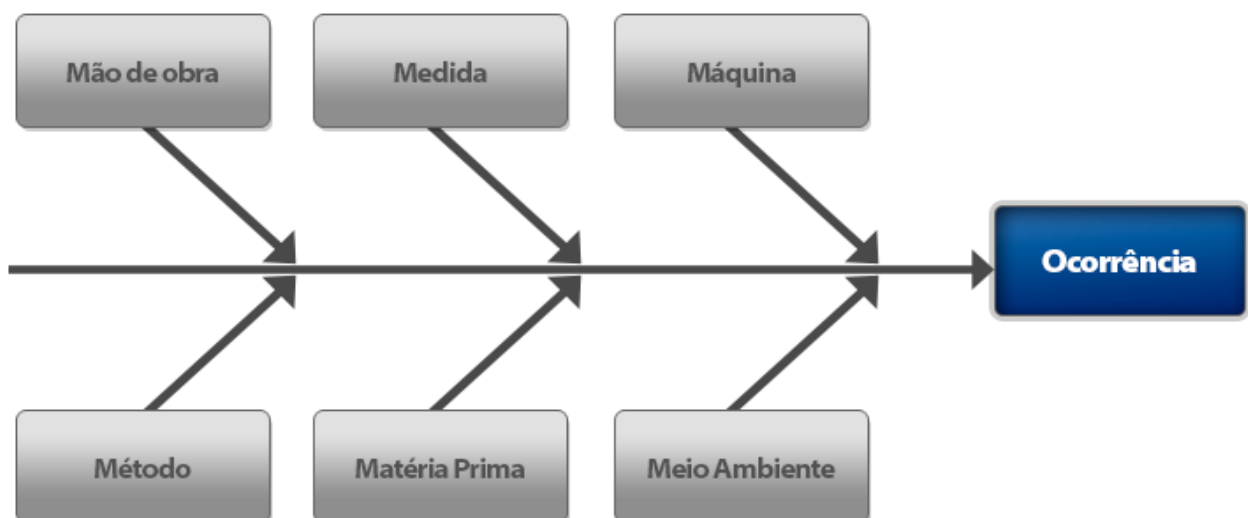 Mão de obra
Medida
Máquina
Ocorrência
Método
Matéria Prima
Meio Ambiente